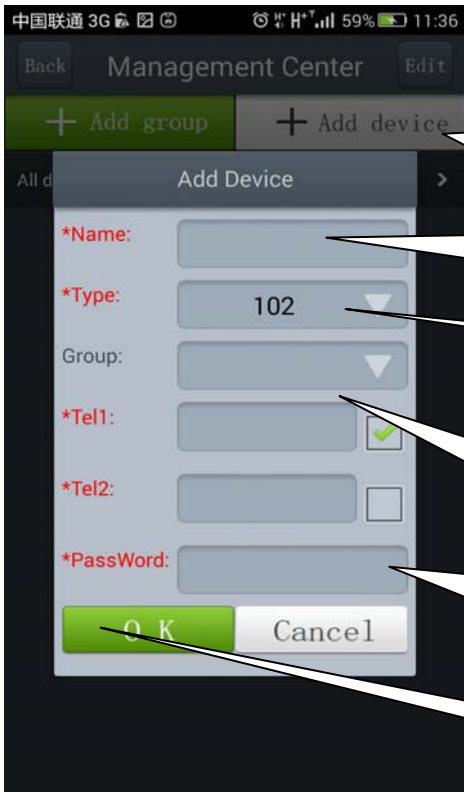 中国联通 3G 59% 11:36
Back Management Center Edit
+ Add group + Add device
All d >
Add Device
*Name:
*Type: 102
Group:
*Tel1:
*Tel2:
*PassWord:
O K Cancel